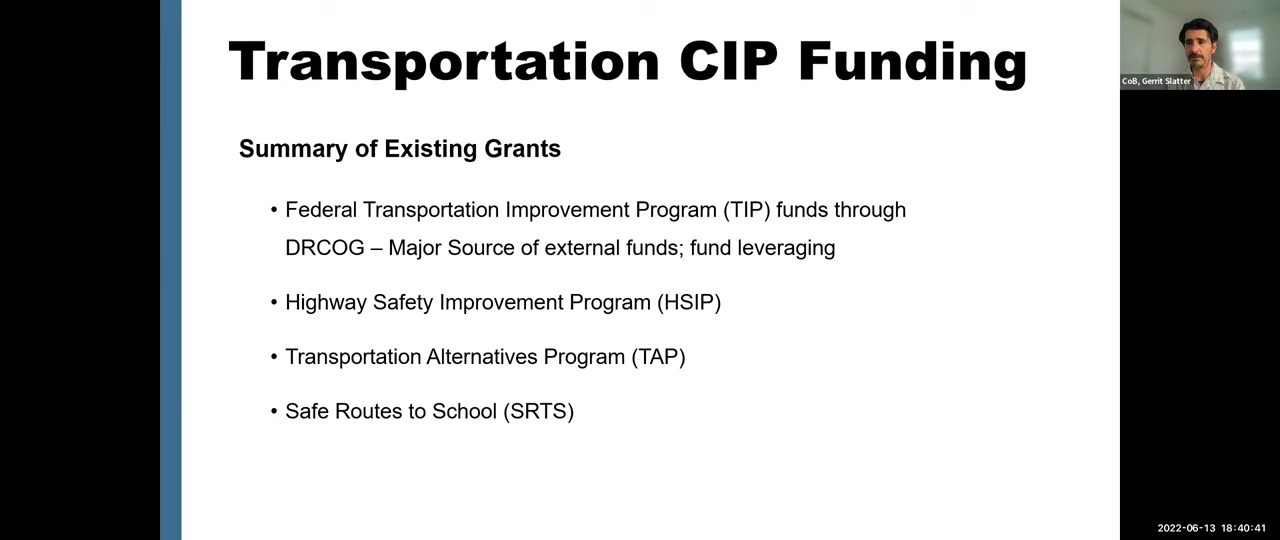 Transportation CIP Funding
CoB, Gerrit Slatter
Summary of Existing Grants
• Federal Transportation Improvement Program (TIP) funds through
DRCOG – Major Source of external funds; fund leveraging
• Highway Safety Improvement Program (HSIP)
• Transportation Alternatives Program (TAP)
• Safe Routes to School (SRTS)
2022-06-13 18:40:41